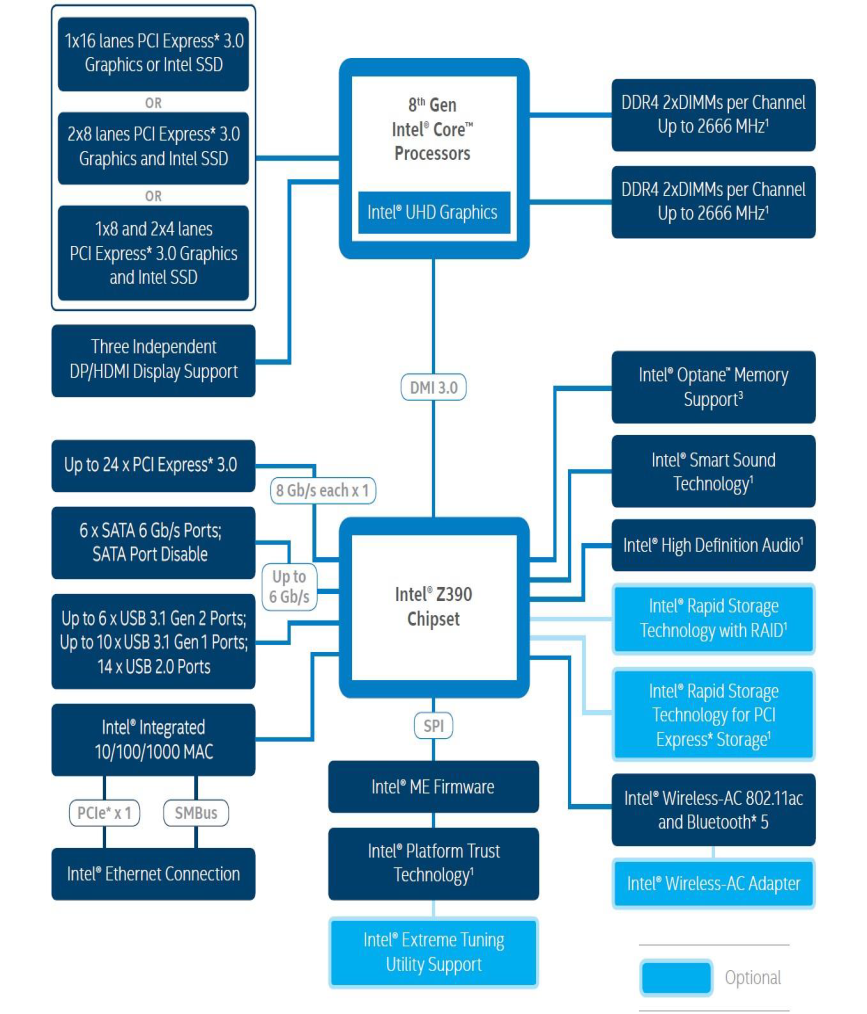 1x16 lanes PCI Express* 3.0
Graphics or Intel SSD
OR
2x8 lanes PCI Express* 3.0
Graphics and Intel SSD
OR
1x8 and 2x4 lanes
PCI Express* 3.0 Graphics
and Intel SSD
Three Independent
DP/HDMI Display Support
8th Gen
Intel® Core™
Processors
Intel® UHD Graphics
DDR4 2xDIMMs per Channel
Up to 2666 MHz¹
DDR4 2xDIMMs per Channel
Up to 2666 MHz¹
DMI 3.0
Up to 24 x PCI Express* 3.0
8 Gb/s each x 1
6 x SATA 6 Gb/s Ports;
SATA Port Disable
Up to
6 Gb/s
Up to 6 x USB 3.1 Gen 2 Ports;
Up to 10 x USB 3.1 Gen 1 Ports;
14 x USB 2.0 Ports
Intel® Integrated
10/100/1000 MAC
PCIe* x 1
SMBus
Intel® Ethernet Connection
Intel® Z390
Chipset
SPI
Intel® ME Firmware
Intel® Platform Trust
Technology¹
Intel® Extreme Tuning
Utility Support
Intel® Optane™ Memory
Support³
Intel® Smart Sound
Technology¹
Intel® High Definition Audio¹
Intel® Rapid Storage
Technology with RAID¹
Intel® Rapid Storage
Technology for PCI
Express* Storage¹
Intel® Wireless-AC 802.11ac
and Bluetooth* 5
Intel® Wireless-AC Adapter
Optional